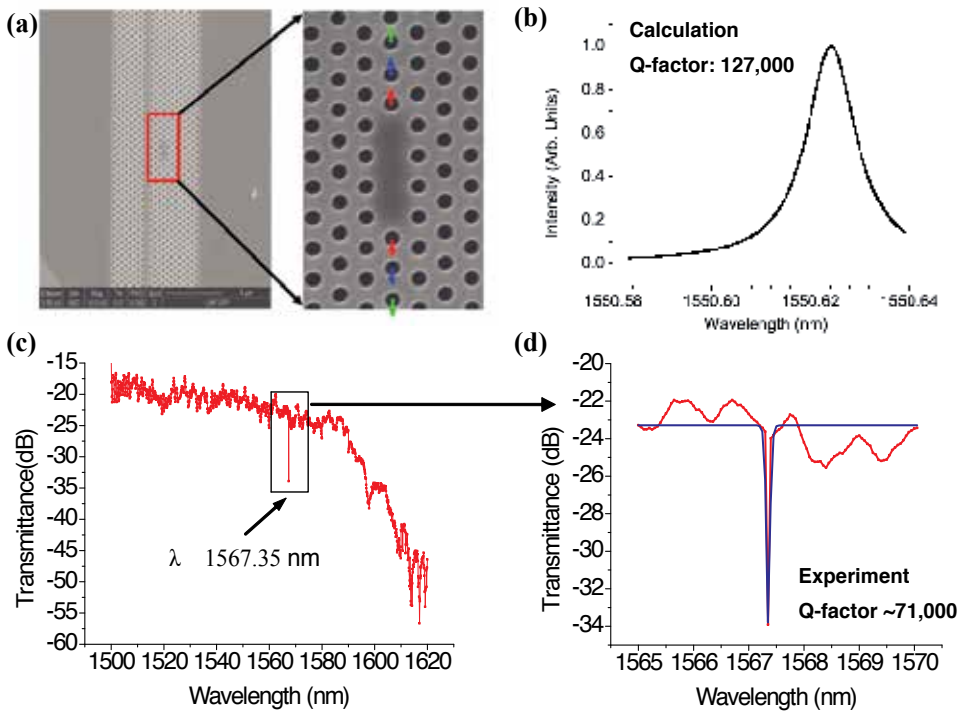 (a)
(b)
Calculation
Q-factor: 127,000
Intensity (Arb. Units)
1.0
0.8
0.6
0.4
0.2
0.0
1550.58 1550.60 1550.62 1550.64
Wavelength (nm)
(c)
Transmittance(dB)
-15
-20
-25
-30
-35
-40
-45
-50
-55
-60
λ 1567.35 nm
1500 1520 1540 1560 1580 1600 1620
Wavelength (nm)
(d)
Transmittance (dB)
-20
-22
-24
-26
-28
-30
-32
-34
Experiment
Q-factor ~71,000
1565 1566 1567 1568 1569 1570
Wavelength (nm)